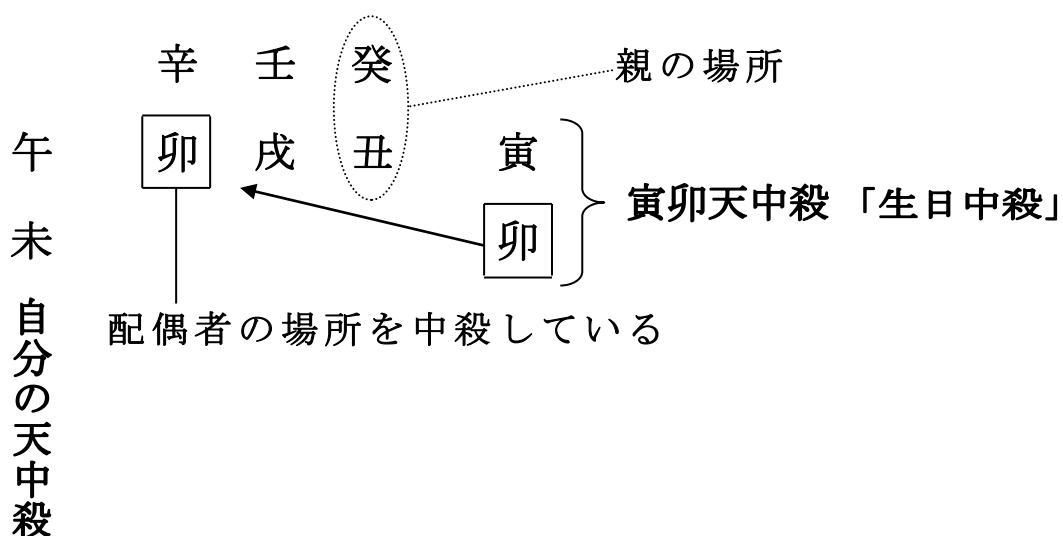 辛 壬 癸 親の場所
午 卯 戌 丑 寅
寅卯天中殺 「生日中殺」
未 卯
自分の天中殺
配偶者の場所を中殺している